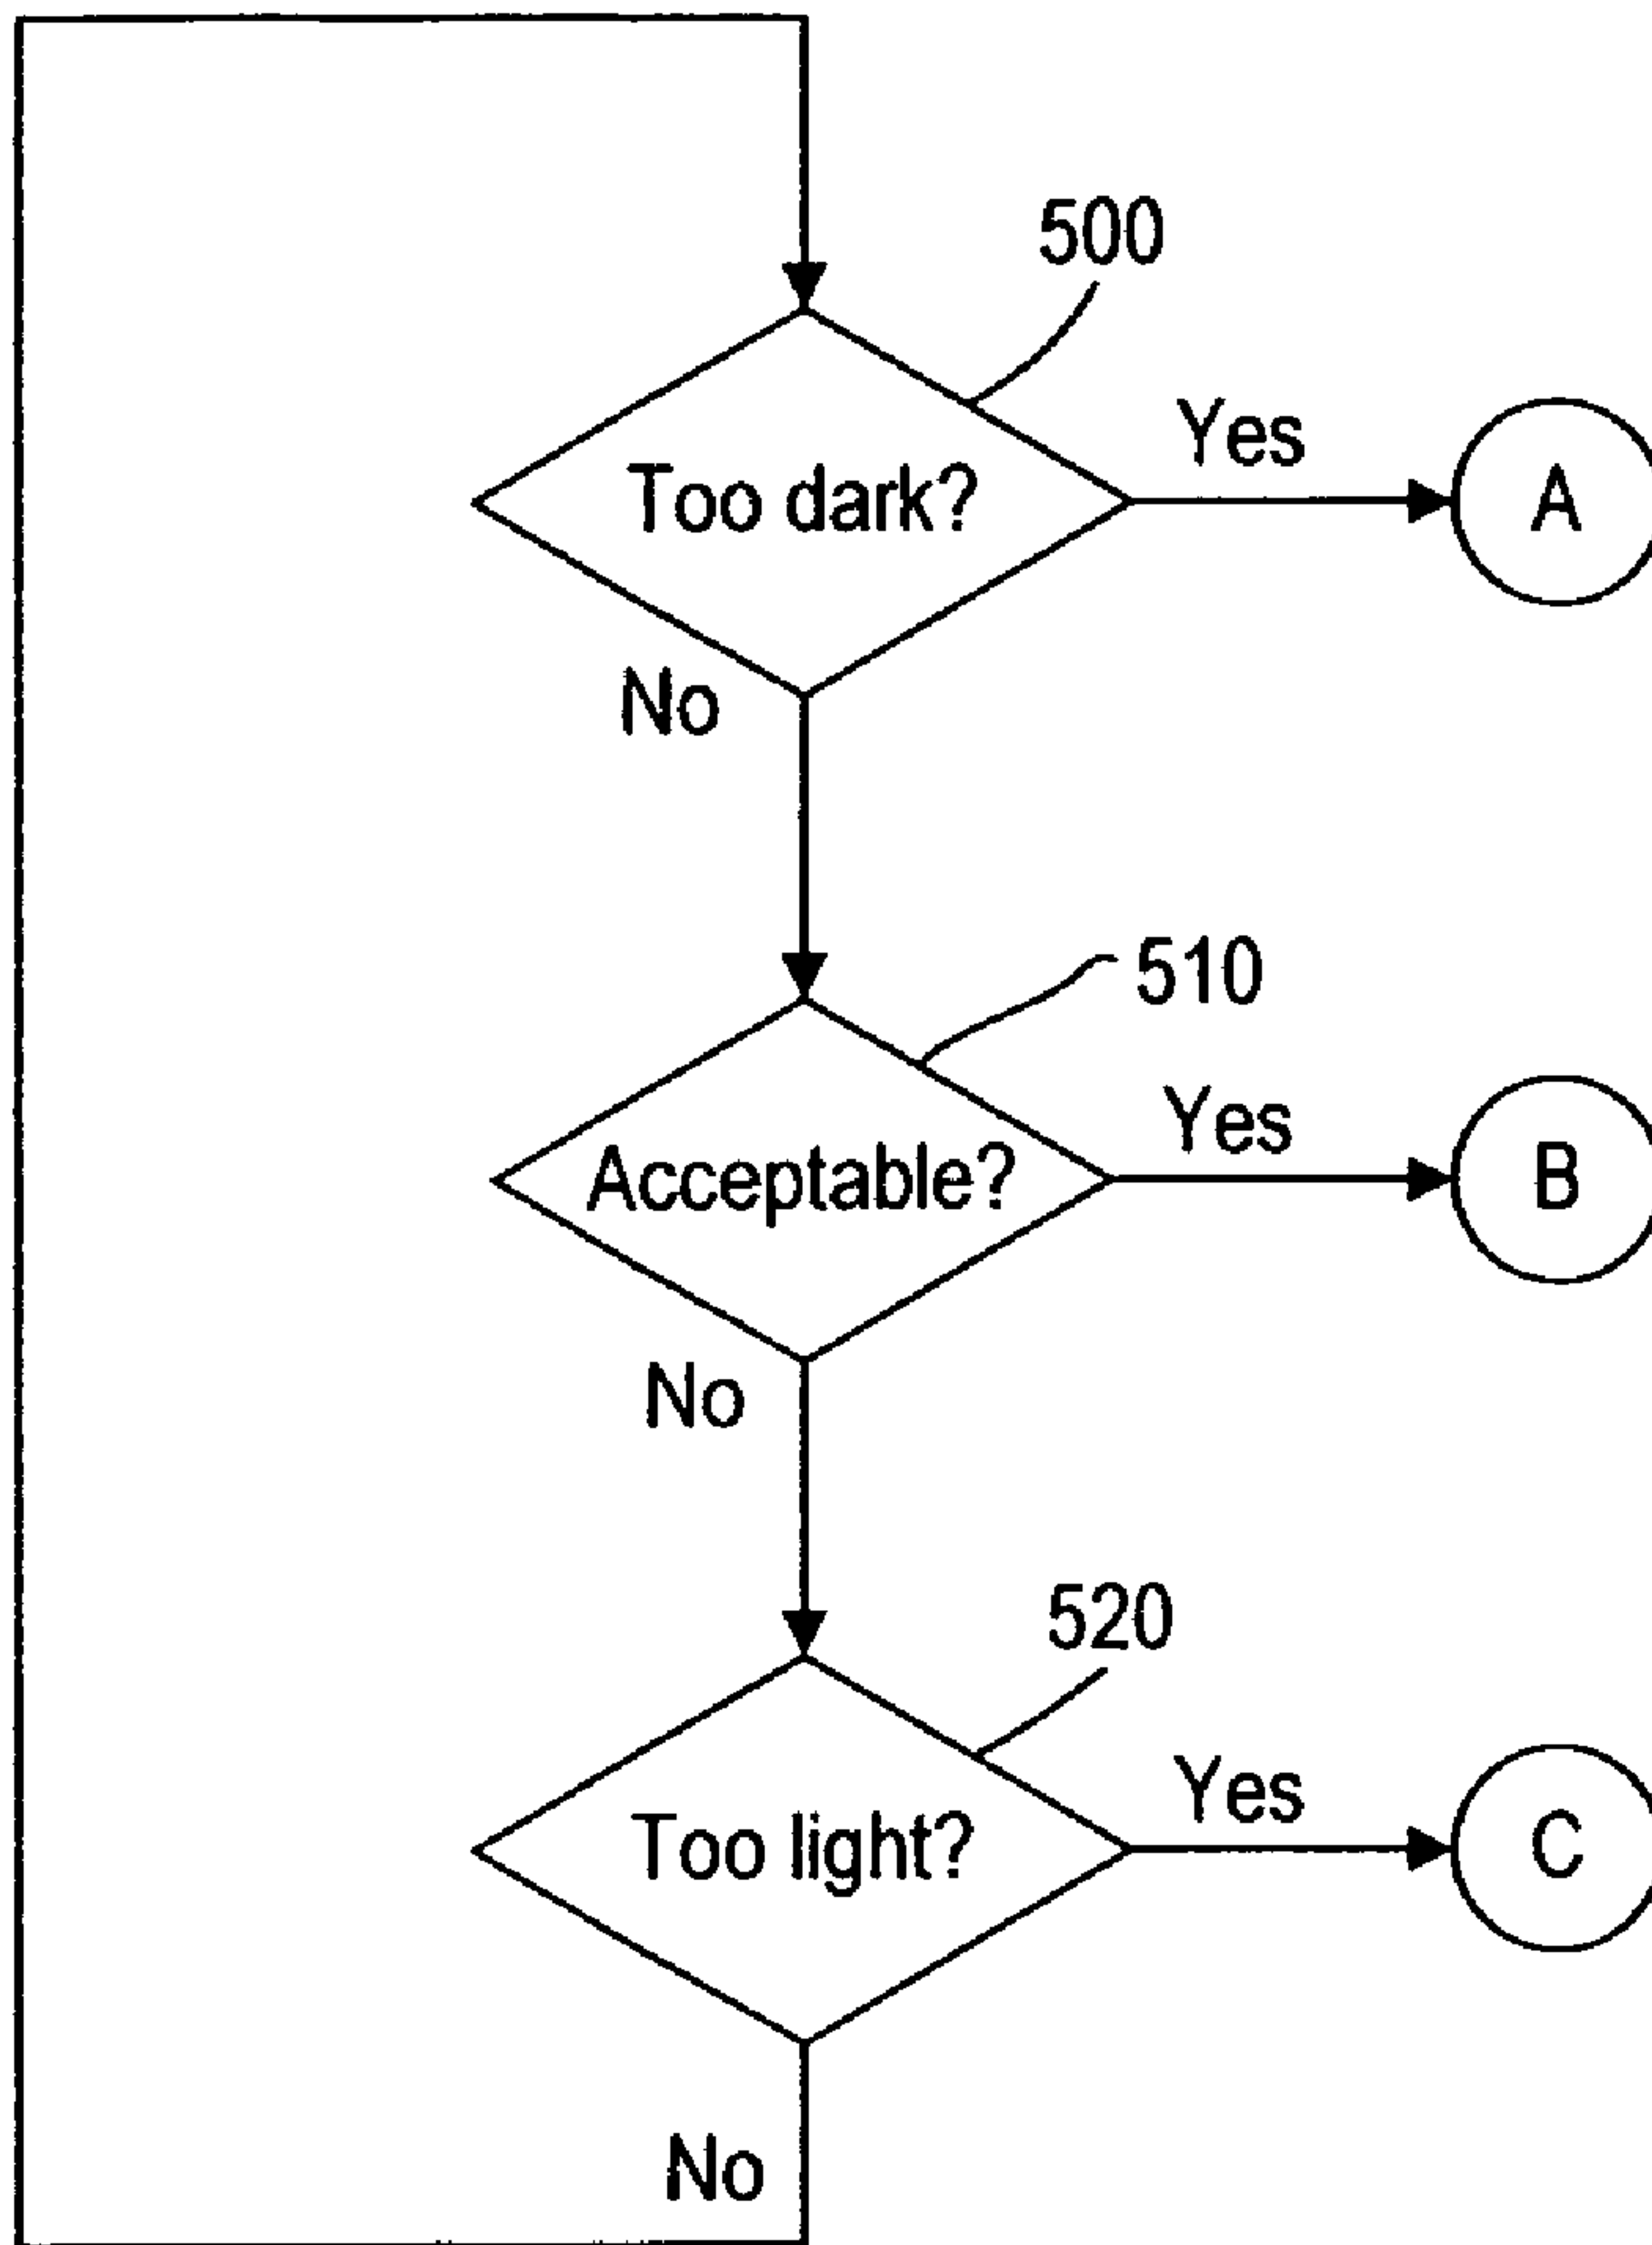 500
Too dark?
Yes
A
No
510
Acceptable?
Yes
B
No
520
Too light?
Yes
C
No